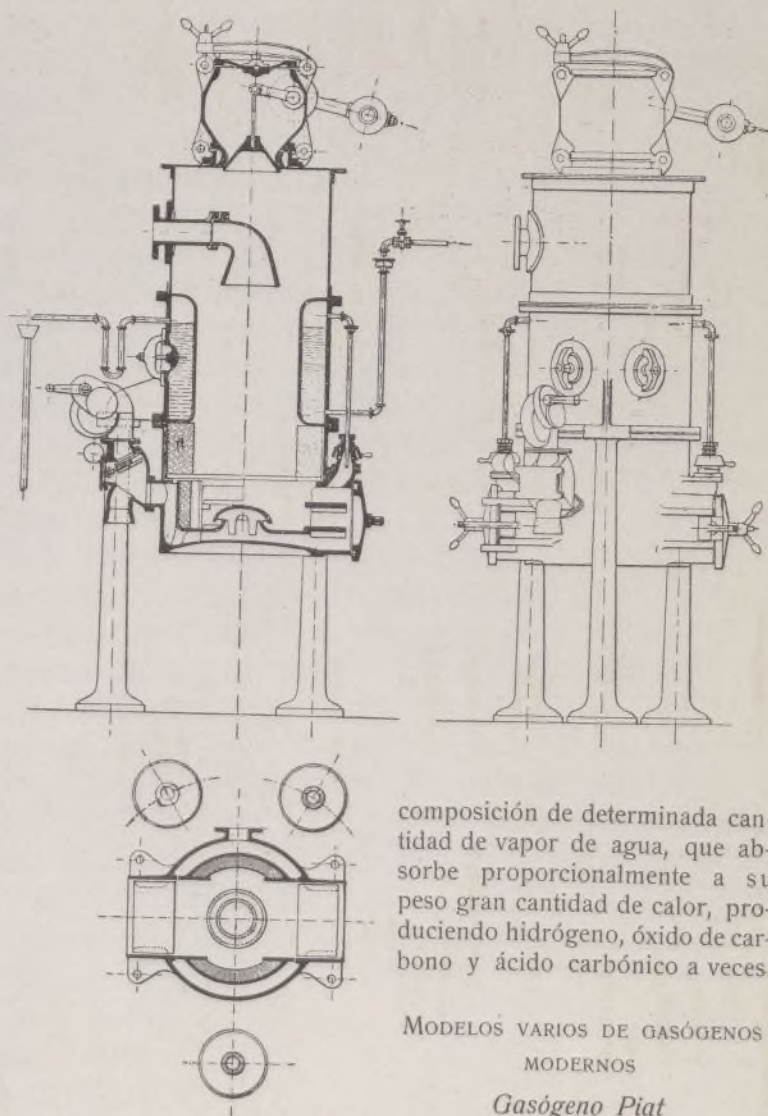 composición de determinada can
tidad de vapor de agua, que ab-
sorbe proporcionalmente a su
peso gran cantidad de calor, pro-
duciendo hidrógeno, óxido de car-
bono y ácido carbónico a veces
MODELOS VARIOS DE GASÓGENOS
MODERNOS
Gasógeno Piat